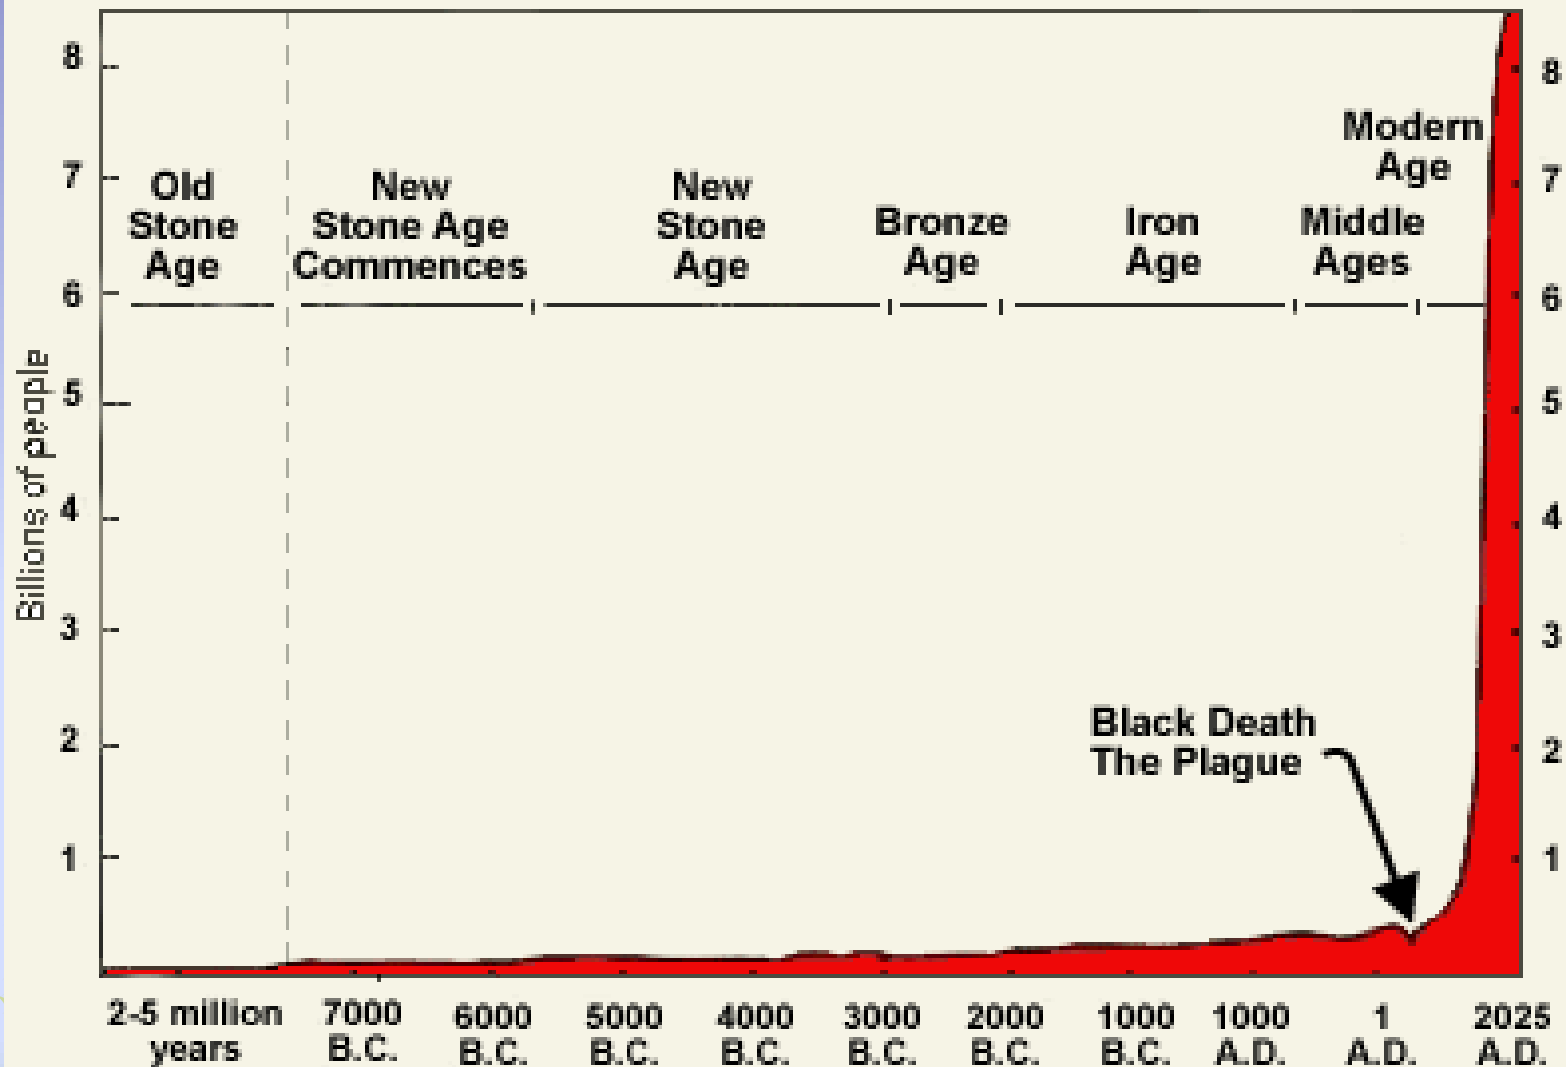 8
8
Modern
Age
7
7
Old
Stone
Age
New
Stone Age
Commences
New
Stone
Age
Bronze
Age
Iron
Age
Middle
Ages
6
6
Billions of people
5
5
4
4
3
3
Black Death
The Plague
2
2
1
1
2-5 million
years
7000
B.C.
6000
B.C.
5000
B.C.
4000
B.C.
3000
B.C.
2000
B.C.
1000
B.C.
1000
A.D.
1
A.D.
2025
A.D.